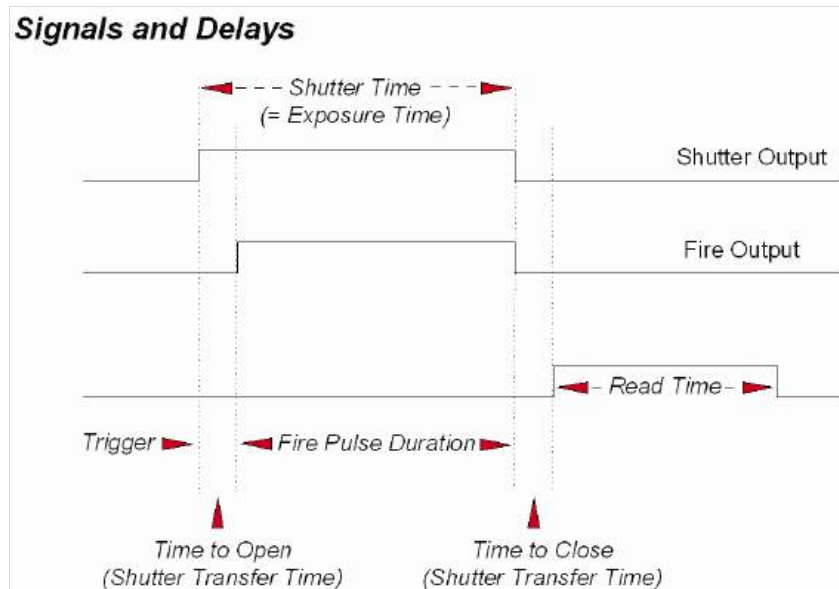 Signals and Delays
Shutter Time
(= Exposure Time)
Shutter Output
Fire Output
Read Time
Trigger
Fire Pulse Duration
Time to Open
(Shutter Transfer Time)
Time to Close
(Shutter Transfer Time)